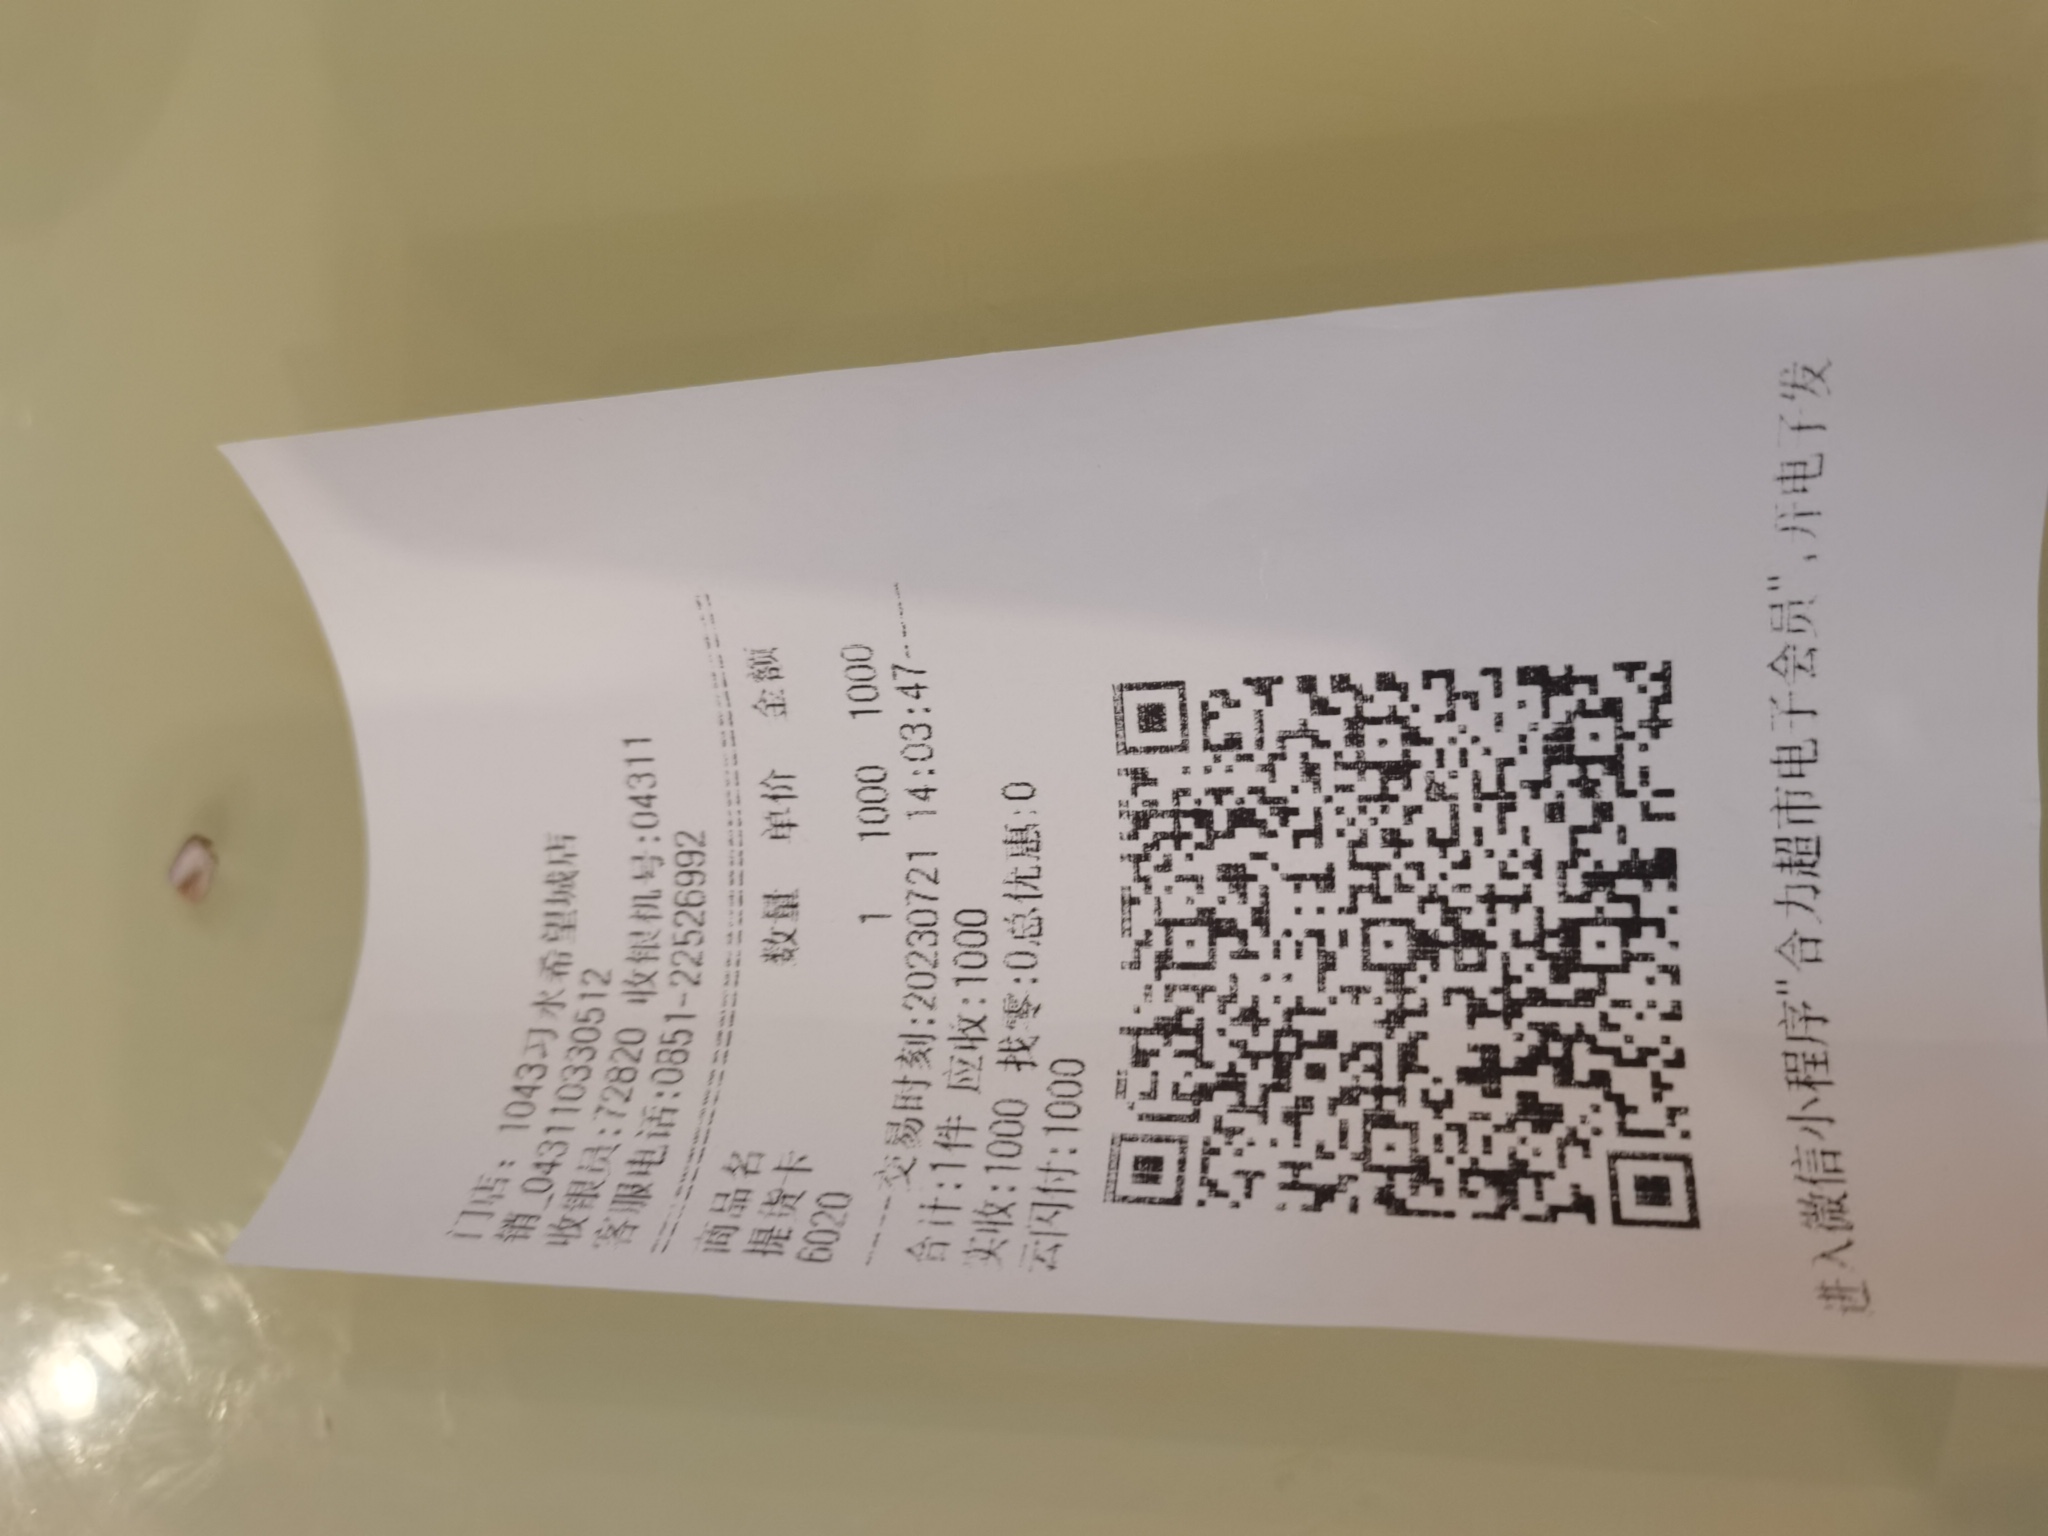 门店: 1043习水希望城店
销_0431103330512
收银员:72820 收银机号:04311
客服电话:0851-22526992
商品名 数量 单价 金额
提货卡
6020 1 1000 1000
----交易时刻:20230721 14:03:47----
合计:1件 应收:1000
实收:1000 找零:0总优惠:0
云闪付:1000
进入微信小程序"合力超市电子会员",开电子发